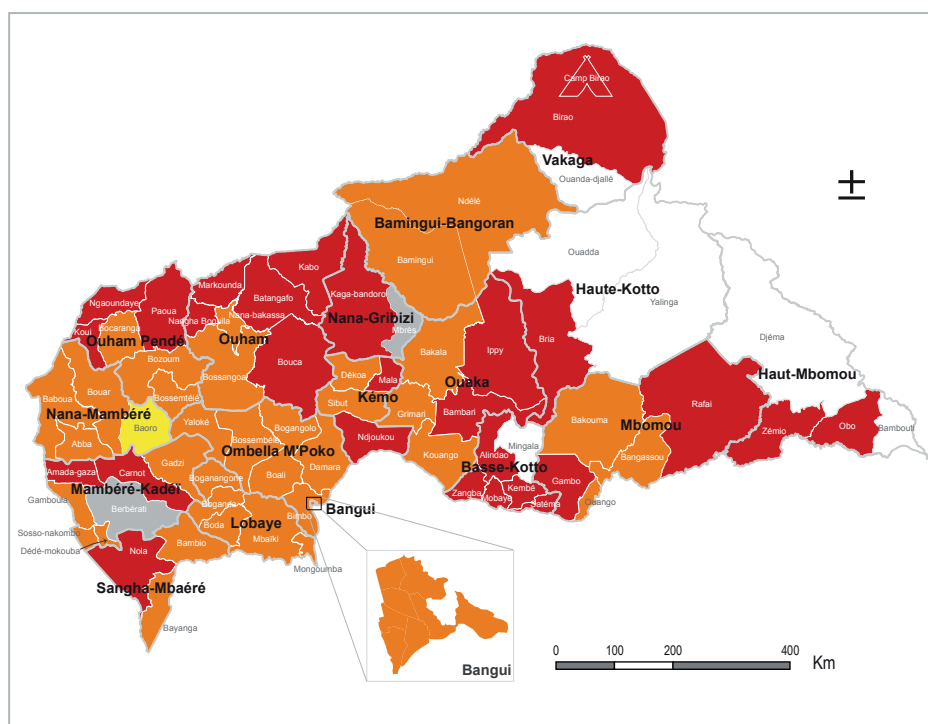 Camp Birao
Birao
Vakaga
Ouanda-djallé
±
Ndélé
Bamingui-Bangoran
Ouadda
Bamingui
Kabo
Markounda
Kaga-bandoro
Haute-Kotto
Ngaoundaye
Batangafo
Yalinga
Paoua
Nana-bakassa
Nangha Boguila
Nana-Gribizi
Koui
Bocaranga
Mbrès
Djéma
Ouham Pendé
Ouham
Bria
Bozoum
Bouca
Bakala
Ippy
Bossangoa
Dékoa
Haut-Mbomou
Bouar
Mala
Ouaka
Baboua
Bossemtélé
Kémo
Rafai
Sibut
Nana-Mambéré
Grimari
Bambari
Bakouma
Mbomou
Baoro
Yaloké
Bogangolo
Zémio
Obo
Bambouti
Abba
Bossembélé
Ndjoukou
Mingala
Ombella M'Poko
Alindao
Kouango
Bangassou
Gadzi
Damara
Basse-Kotto
Amada-gaza
Carnot
Boali
Kembé
Gambo
Mambéré-Kadéï
Boganangone
Zangba
Mobaye
Satéma
Gamboula
Ouango
Berbérati
Boganda
Bangui
Bimbo
Boda
Lobaye
Sosso-nakombo
Mbaïki
Dédé-mokouba
Nola
Bambio
Mongoumba
Sangha-Mbaéré
Bayanga
Bangui
0 100 200 400
Km